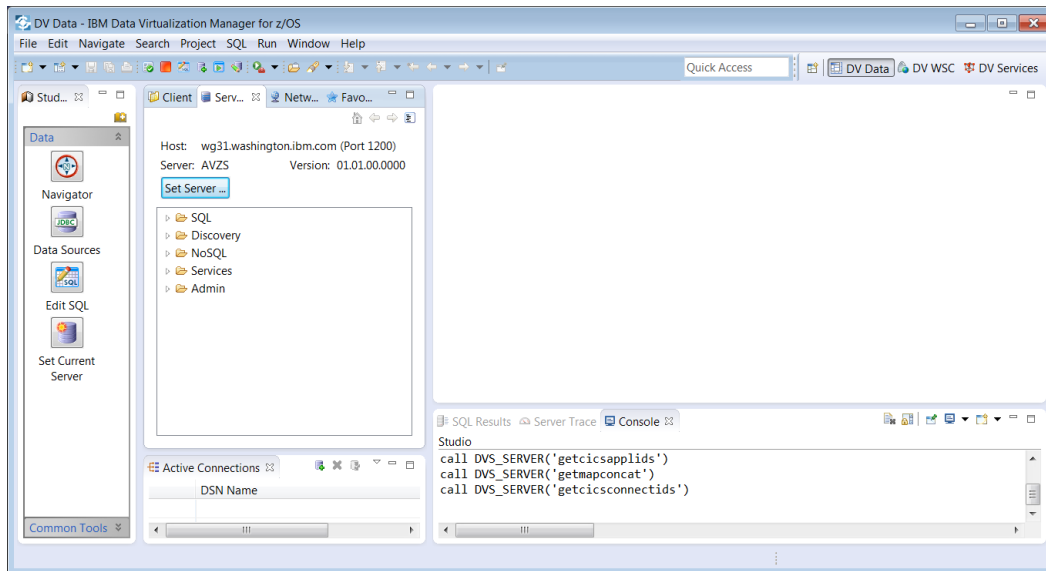 DV Data - IBM Data Virtualization Manager for z/OS
File Edit Navigate Search Project SQL Run Window Help
Quick Access
DV Data
DV WSC
DV Services
Stud...
Data
Navigator
JDBC
Data Sources
SQL
Edit SQL
Set Current
Server
Common Tools
Client
Serv...
Netw...
Favo...
Host: wg31.washington.ibm.com (Port 1200)
Server: AVZS Version: 01.01.00.0000
Set Server ...
SQL
Discovery
NoSQL
Services
Admin
Active Connections
DSN Name
SQL Results
Server Trace
Console
Studio
call DVS_SERVER('getcicsapplids')
call DVS_SERVER('getmapconcat')
call DVS_SERVER('getcicsconnectids')